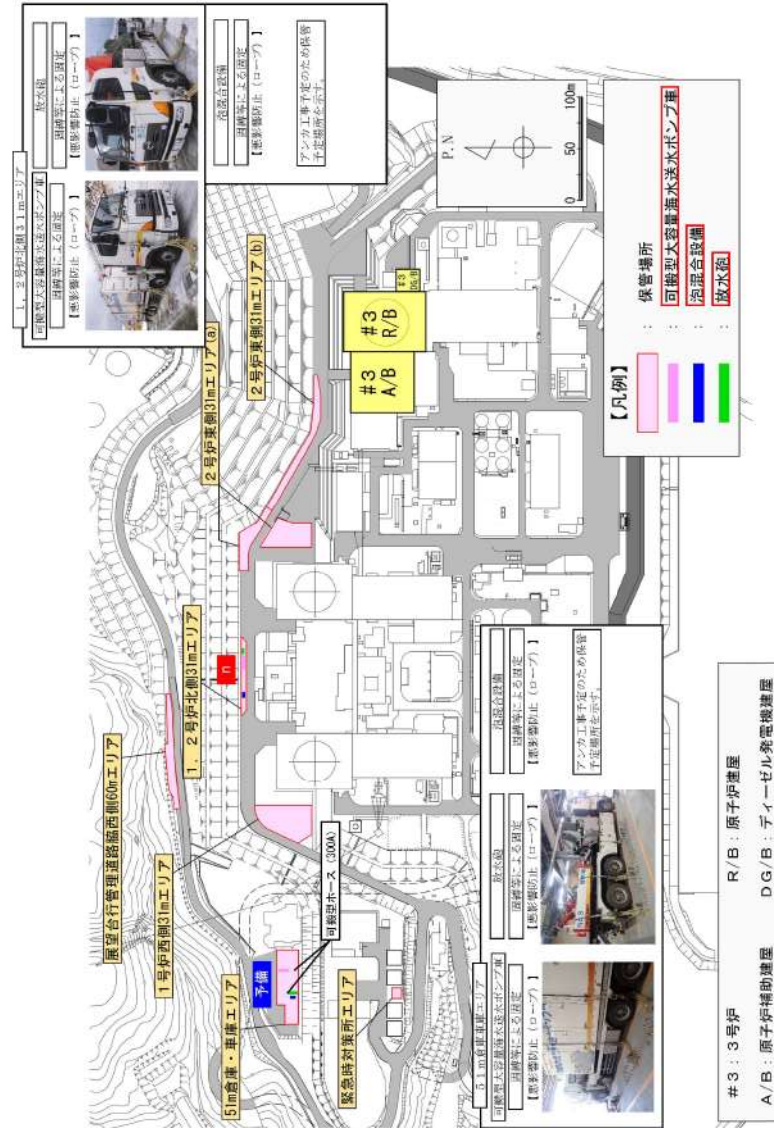 1，2号炉北側31mエリア
可搬型大容量海水送水ポンプ車
固縛等による固定
【悪影響防止（ロープ）】
放水砲
固縛等による固定
【悪影響防止（ロープ）】
泡混合設備
固縛等による固定
【悪影響防止（ロープ）】
アンカ工事予定のため保管
予定場所を示す。
P.N
0
50
100m
2号炉東側31mエリア(a)
2号炉東側31mエリア(b)
#3
R/B
#3
A/B
#3
DG/B
展望台行管理道路脇西側60mエリア
1，2号炉北側31mエリア
n
1号炉西側31mエリア
可搬型ホース（300A）
予備
51m倉庫・車庫エリア
緊急時対策所エリア
【凡例】
： 保管場所
： 可搬型大容量海水送水ポンプ車
： 泡混合設備
： 放水砲
51m倉庫車庫エリア
可搬型大容量海水送水ポンプ車
固縛等による固定
【悪影響防止（ロープ）】
放水砲
固縛等による固定
【悪影響防止（ロープ）】
泡混合設備
固縛等による固定
【悪影響防止（ロープ）】
アンカ工事予定のため保管
予定場所を示す。
#3：3号炉
R/B：原子炉建屋
A/B：原子炉補助建屋
DG/B：ディーゼル発電機建屋